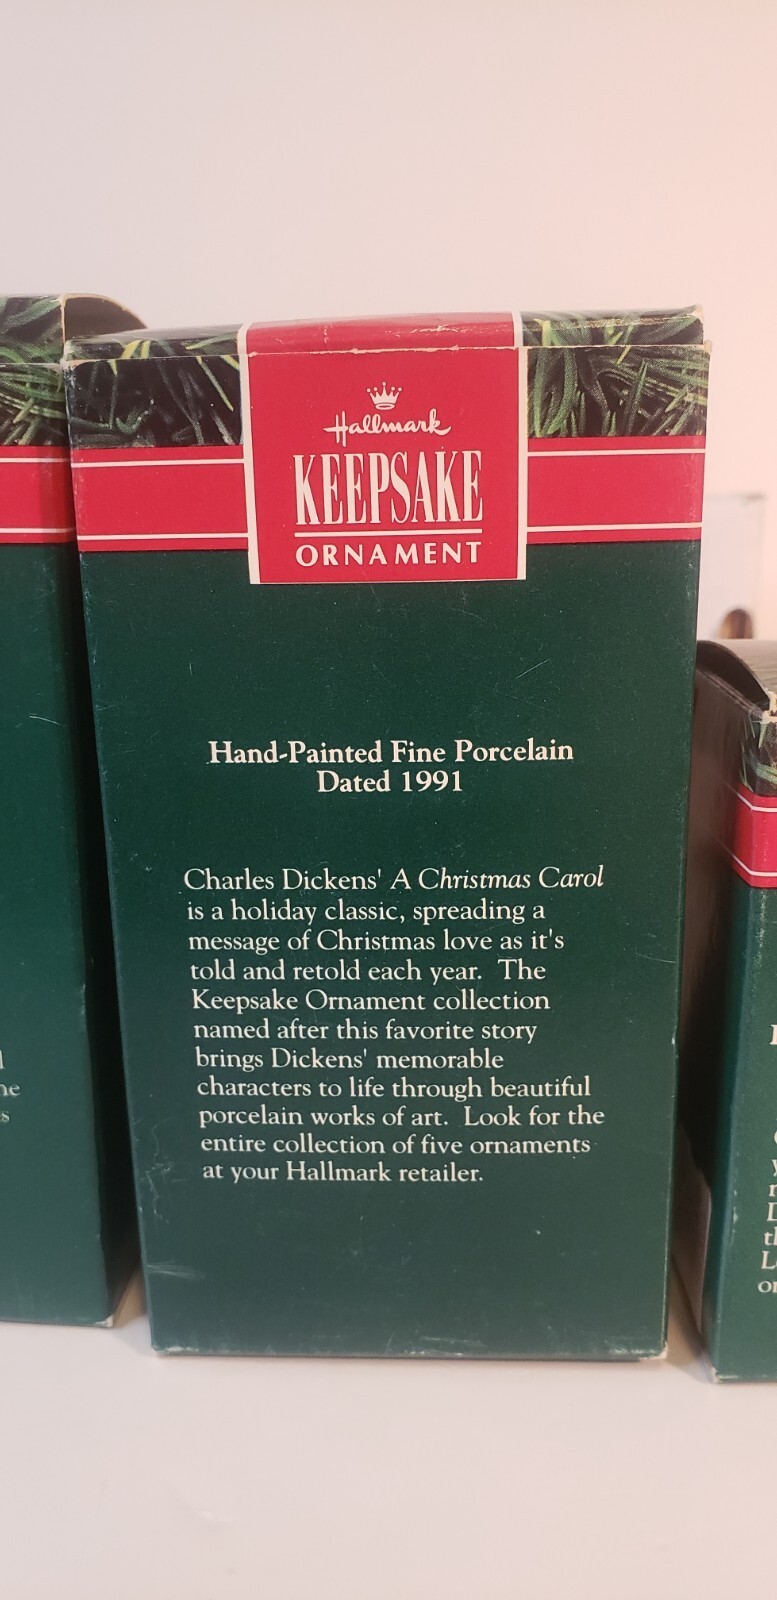 Hallmark
KEEPSAKE
ORNAMENT
Hand-Painted Fine Porcelain
Dated 1991
Charles Dickens' A Christmas Carol
is a holiday classic, spreading a
message of Christmas love as it's
told and retold each year. The
Keepsake Ornament collection
named after this favorite story
brings Dickens' memorable
characters to life through beautiful
porcelain works of art. Look for the
entire collection of five ornaments
at your Hallmark retailer.